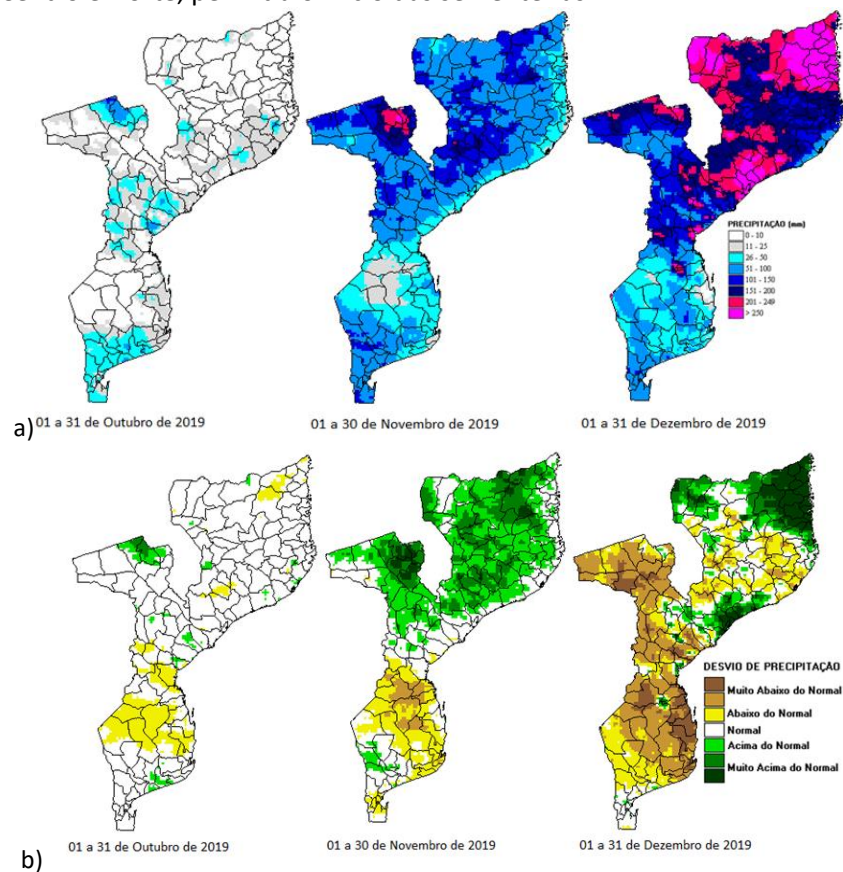 PRECIPITAÇÃO (mm)
0 - 10
11 - 25
26 - 50
51 - 100
101 - 150
151 - 200
201 - 249
> 250
a) 01 a 31 de Outubro de 2019
01 a 30 de Novembro de 2019
01 a 31 de Dezembro de 2019
DESVIO DE PRECIPITAÇÃO
Muito Abaixo do Normal
Abaixo do Normal
Normal
Acima do Normal
Muito Acima do Normal
b) 01 a 31 de Outubro de 2019
01 a 30 de Novembro de 2019
01 a 31 de Dezembro de 2019